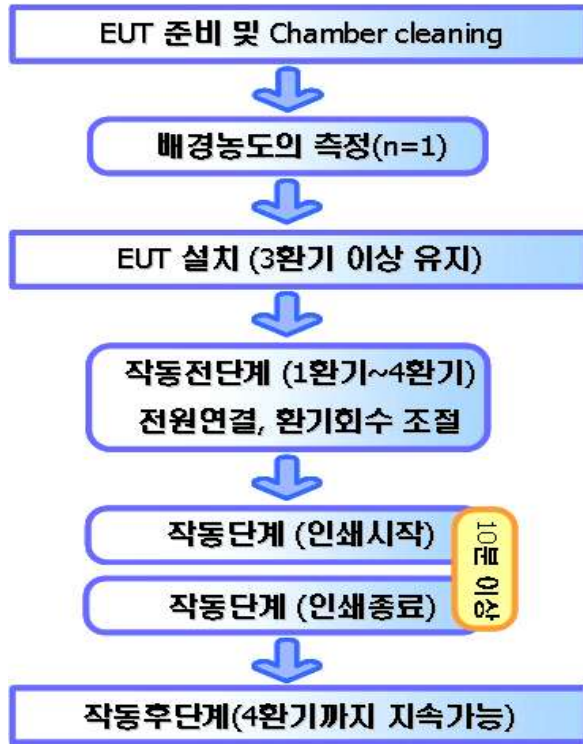 EUT 준비 및 Chamber cleaning
배경농도의 측정(n=1)
EUT 설치 (3환기 이상 유지)
작동전단계 (1환기~4환기)
전원연결, 환기회수 조절
작동단계 (인쇄시작)
10분 이상
작동단계 (인쇄종료)
작동후단계(4환기까지 지속가능)